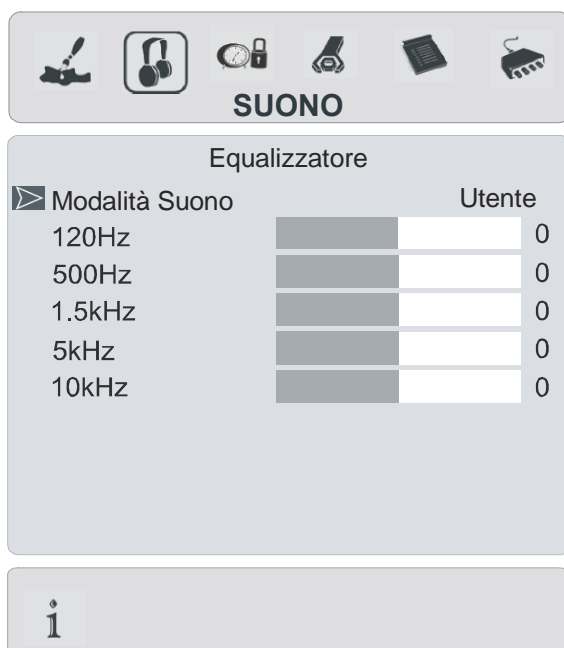 SUONO
Equalizzatore
Modalità Suono Utente
120Hz 0
500Hz 0
1.5kHz 0
5kHz 0
10kHz 0
i